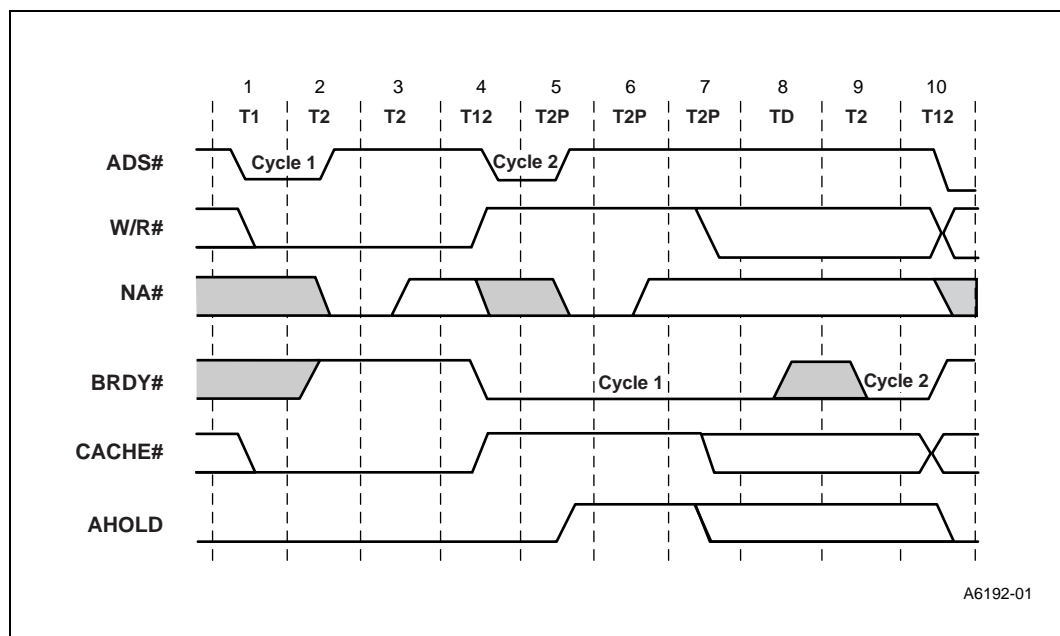 1 2 3 4 5 6 7 8 9 10
T1 T2 T2 T12 T2P T2P T2P TD T2 T12
ADS# Cycle 1 Cycle 2
W/R#
NA#
BRDY# Cycle 1 Cycle 2
CACHE#
AHOLD
A6192-01